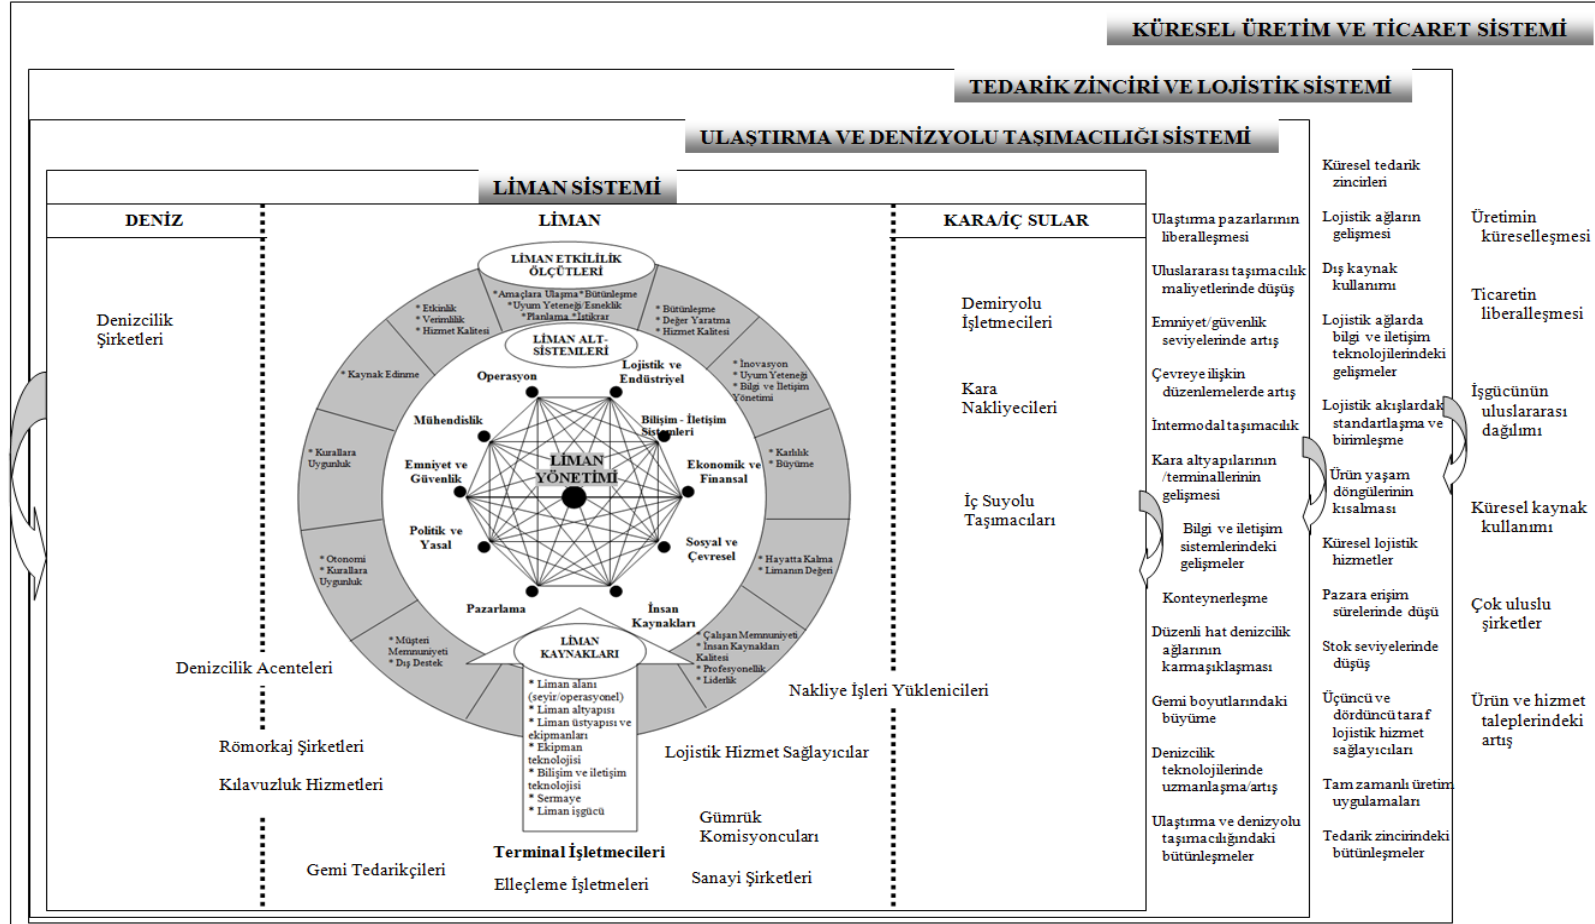 KÜRESEL ÜRETİM VE TİCARET SİSTEMİ
TEDARİK ZİNCİRİ VE LOJİSTİK SİSTEMİ
ULAŞTIRMA VE DENİZYOLU TAŞIMACILIĞI SİSTEMİ
LİMAN SİSTEMİ
DENİZ
LİMAN
KARA/İÇ SULAR
Denizcilik
Şirketleri
Denizcilik Acenteleri
Römorkaj Şirketleri
Kılavuzluk Hizmetleri
Gemi Tedarikçileri
LİMAN ETKİLİLİK
ÖLÇÜTLERİ
*Amaçlara Ulaşma*Bütünleşme
*Uyum Yeteneği/Esneklik
*Planlama *İstikrar
* Etkinlik
* Verimlilik
* Hizmet Kalitesi
* Bütünleşme
* Değer Yaratma
* Hizmet Kalitesi
* Kaynak Edinme
* İnovasyon
* Uyum Yeteneği
* Bilgi ve İletişim
Yönetimi
* Kurallara
Uygunluk
* Karlılık
* Büyüme
* Otonomi
* Kurallara
Uygunluk
* Hayatta Kalma
* Limanın Değeri
* Müşteri
Memnuniyeti
* Dış Destek
* Çalışan Memnuniyeti
* İnsan Kaynakları
Kalitesi
* Profesyonellik
* Liderlik
LİMAN ALT-
SİSTEMLERİ
Operasyon
Lojistik ve
Endüstriyel
Mühendislik
Bilişim - İletişim
Sistemleri
Emniyet ve
Güvenlik
LİMAN
YÖNETİMİ
Ekonomik ve
Finansal
Politik ve
Yasal
Sosyal ve
Çevresel
Pazarlama
İnsan
Kaynakları
LİMAN
KAYNAKLARI
* Liman alanı
(seyir/operasyonel)
* Liman altyapısı
* Liman üstyapısı ve
ekipmanları
* Ekipman
teknolojisi
* Bilişim ve iletişim
teknolojisi
* Sermaye
* Liman işgücü
Terminal İşletmecileri
Elleçleme İşletmeleri
Nakliye İşleri Yüklenicileri
Lojistik Hizmet Sağlayıcılar
Gümrük
Komisyoncuları
Sanayi Şirketleri
Demiryolu
İşletmecileri
Kara
Nakliyecileri
İç Suyolu
Taşımacıları
Ulaştırma pazarlarının
liberalleşmesi
Uluslararası taşımacılık
maliyetlerinde düşüş
Emniyet/güvenlik
seviyelerinde artış
Çevreye ilişkin
düzenlemelerde artış
İntermodal taşımacılık
Kara altyapılarının
/terminallerinin
gelişmesi
Bilgi ve iletişim
sistemlerindeki
gelişmeler
Konteynerleşme
Düzenli hat denizcilik
ağlarının
karmaşıklaşması
Gemi boyutlarındaki
büyüme
Denizcilik
teknolojilerinde
uzmanlaşma/artış
Ulaştırma ve denizyolu
taşımacılığındaki
bütünleşmeler
Küresel tedarik
zincirleri
Lojistik ağların
gelişmesi
Dış kaynak
kullanımı
Lojistik ağlarda
bilgi ve iletişim
teknolojilerindeki
gelişmeler
Lojistik akışlardak
standartlaşma ve
birimleşme
Ürün yaşam
döngülerinin
kısalması
Küresel lojistik
hizmetler
Pazara erişim
sürelerinde düşü
Stok seviyelerinde
düşüş
Üçüncü ve
dördüncü taraf
lojistik hizmet
sağlayıcıları
Tam zamanlı üretim
uygulamaları
Tedarik zincirindeki
bütünleşmeler
Üretimin
küreselleşmesi
Ticaretin
liberalleşmesi
İşgücünün
uluslararası
dağılımı
Küresel kaynak
kullanımı
Çok uluslu
şirketler
Ürün ve hizmet
taleplerindeki
artış